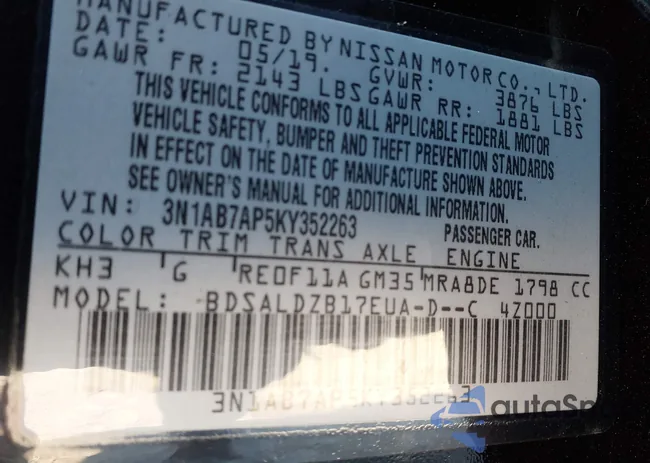 MANUFACTURED BY NISSAN MOTOR CO., LTD.
DATE: 05/19. GVWR: 3876 LBS
GAWR FR: 2143 LBS GAWR RR: 1881 LBS
THIS VEHICLE CONFORMS TO ALL APPLICABLE FEDERAL MOTOR
VEHICLE SAFETY, BUMPER AND THEFT PREVENTION STANDARDS
IN EFFECT ON THE DATE OF MANUFACTURE SHOWN ABOVE.
SEE OWNER'S MANUAL FOR ADDITIONAL INFORMATION.
VIN: 3N1AB7AP5KY352263 PASSENGER CAR.
COLOR TRIM TRANS AXLE ENGINE
KH3 G RE0F11A GM35 MRA8DE 1798 CC
MODEL: BDSALDZB17EUA-D--C 4Z000
3N1AB7AP5KY352263
autoSp